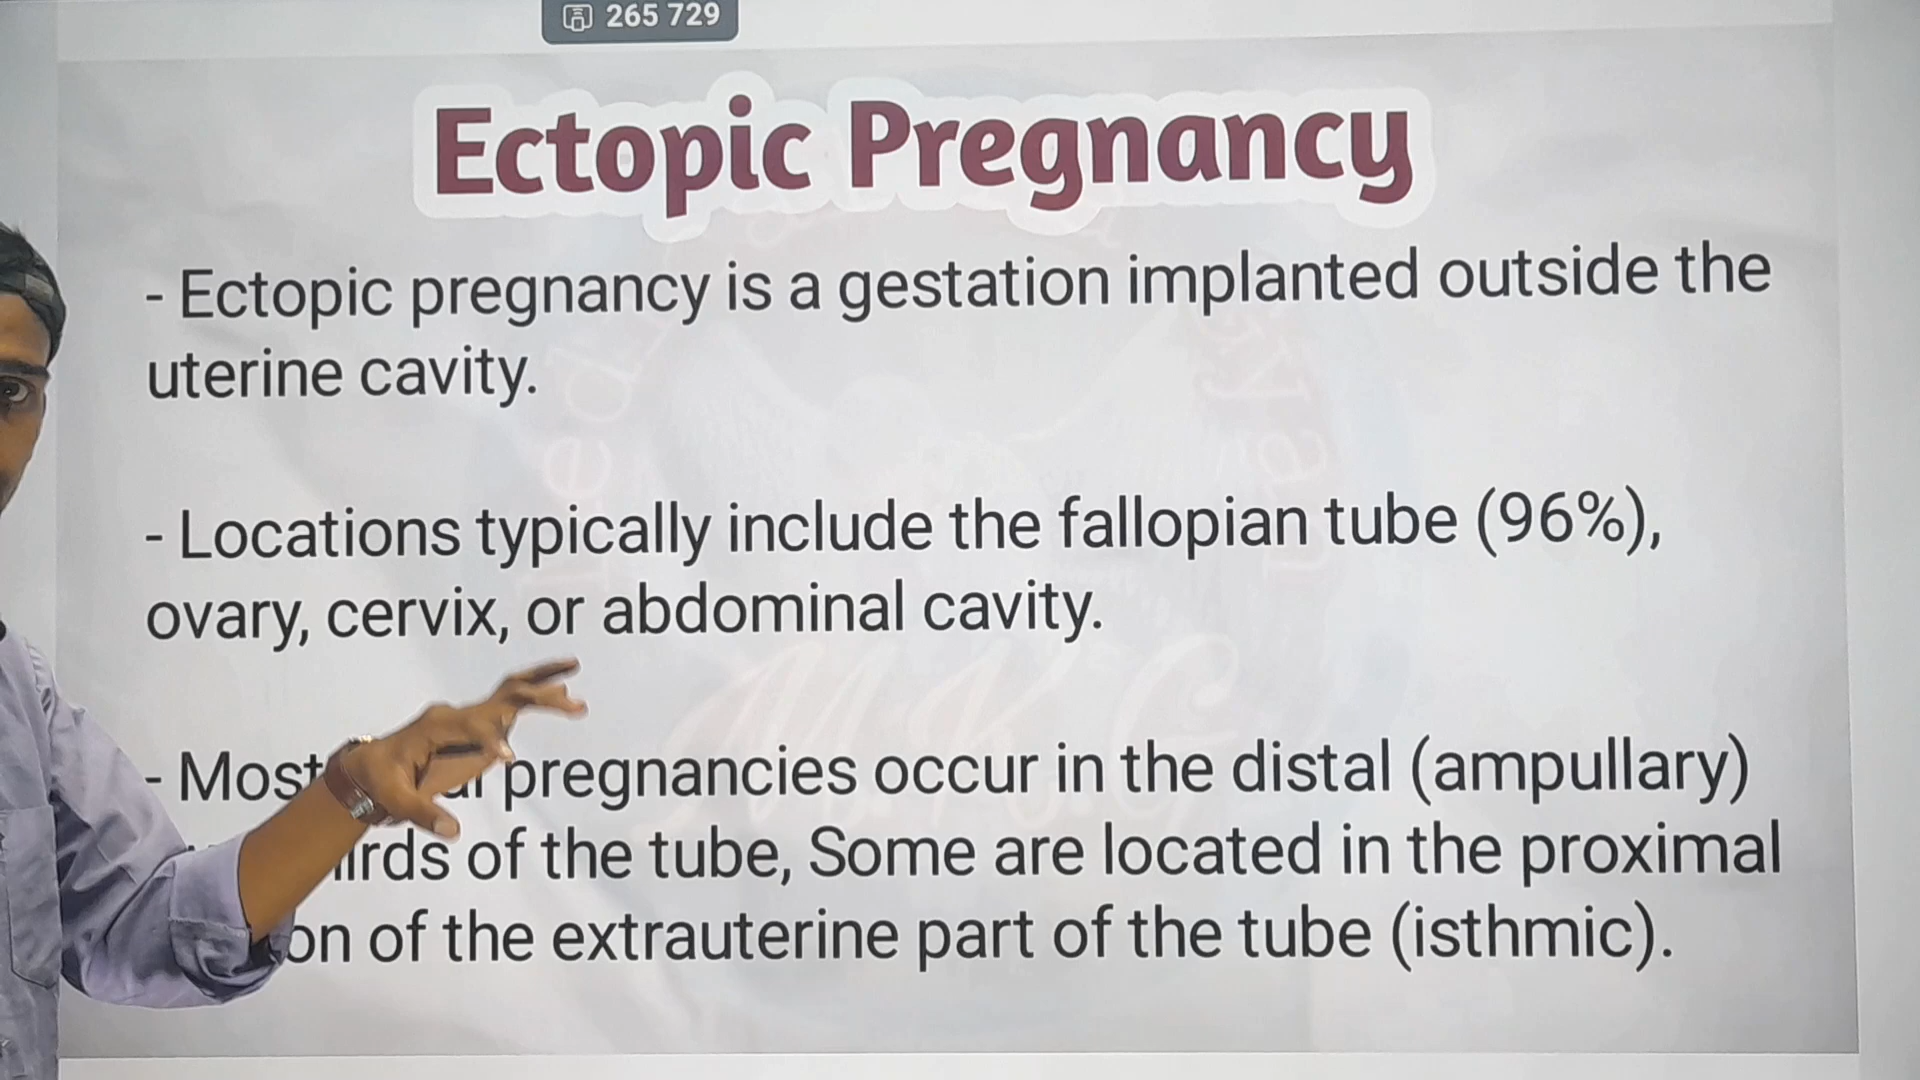 265 729
Ectopic Pregnancy
- Ectopic pregnancy is a gestation implanted outside the
uterine cavity.
- Locations typically include the fallopian tube (96%),
ovary, cervix, or abdominal cavity.
- Most pregnancies occur in the distal (ampullary)
of the tube, Some are located in the proximal
of the extrauterine part of the tube (isthmic).
M.K.G